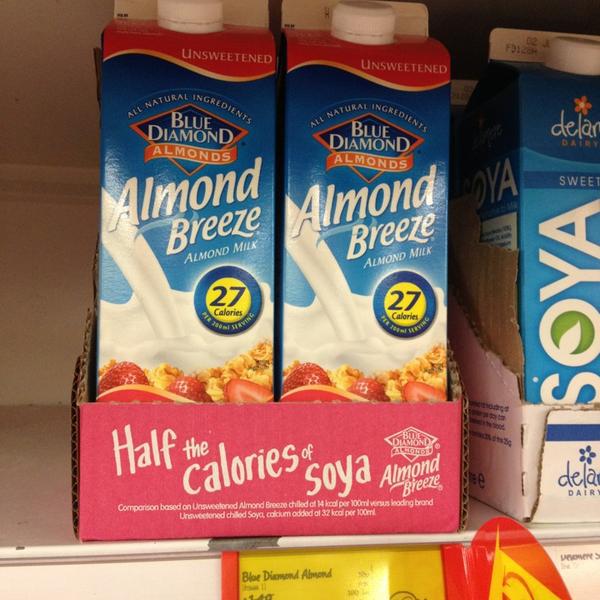 UNSWEETENED
ALL NATURAL INGREDIENTS
BLUE
DIAMOND
ALMONDS
Almond
Breeze
ALMOND MILK
27
Calories
PER 200ml SERVING
UNSWEETENED
ALL NATURAL INGREDIENTS
BLUE
DIAMOND
ALMONDS
Almond
Breeze
ALMOND MILK
27
Calories
PER 200ml SERVING
Half the calories of soya
BLUE
DIAMOND
ALMONDS
Almond
Breeze
Comparison based on Unsweetened Almond Breeze chilled at 14 kcal per 100ml versus leading brand
Unsweetened chilled Soya, calcium added at 32 kcal per 100ml.
Blue Diamond Almond
02
DAIRY
SWEET
SOYA
SOYA
DAIRY